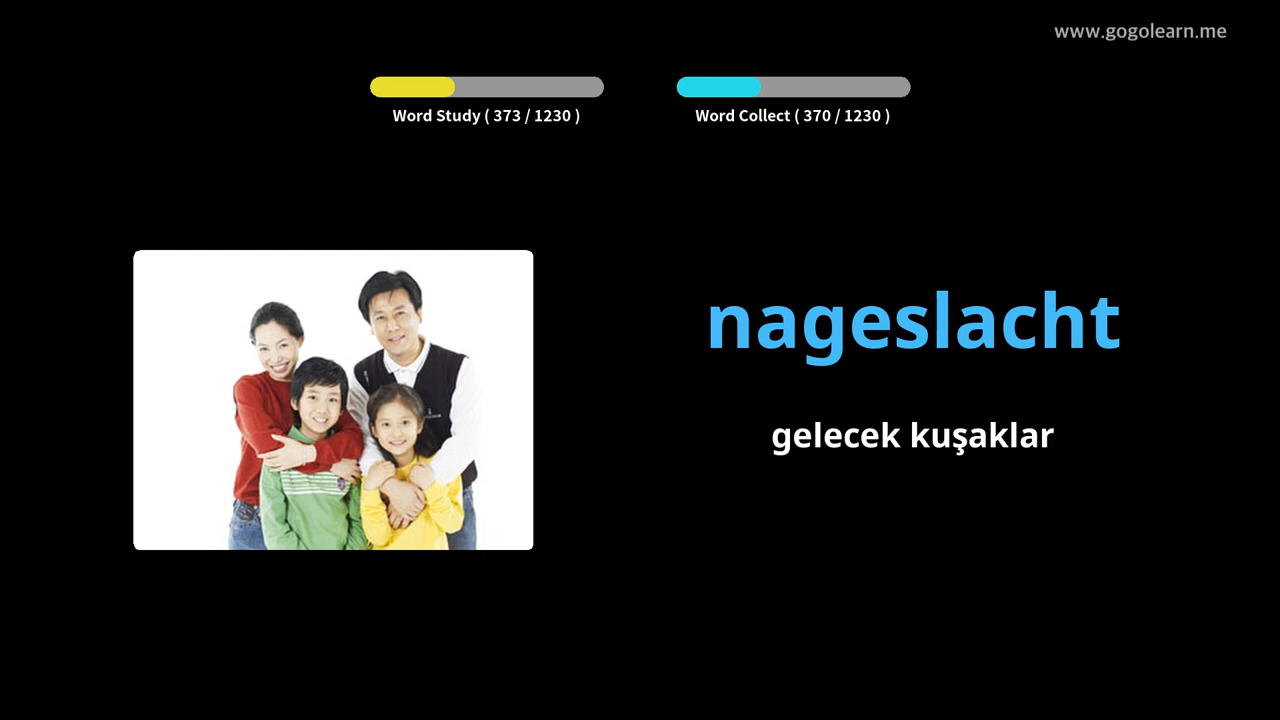 www.gogolearn.me
Word Study ( 373 / 1230 )
Word Collect ( 370 / 1230 )
nageslacht
gelecek kuşaklar